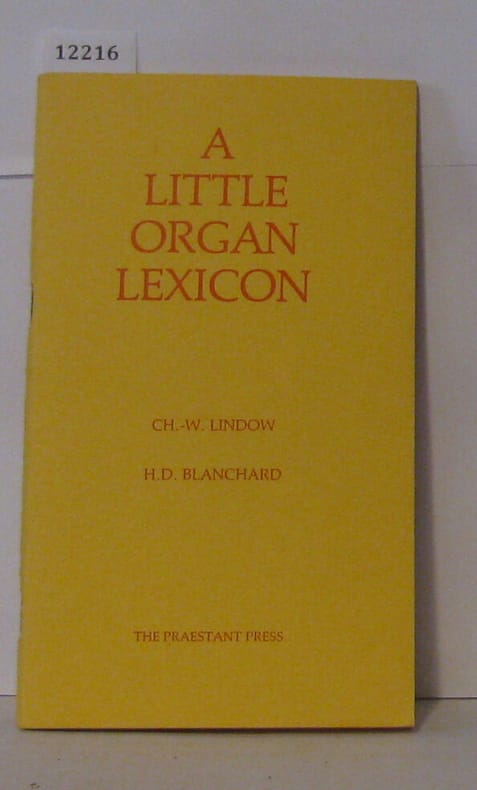 12216
A
LITTLE
ORGAN
LEXICON
CH.-W. LINDOW
H.D. BLANCHARD
THE PRAESTANT PRESS